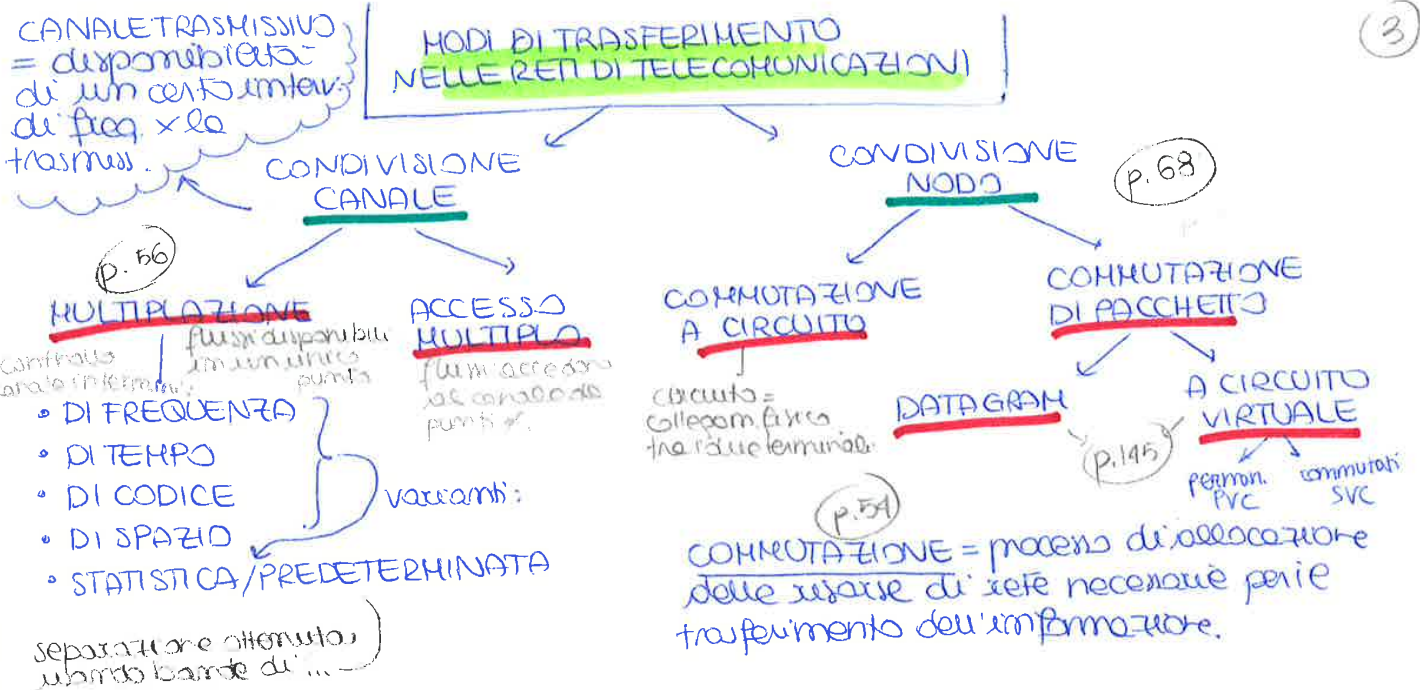 3
CANALE TRASMISSIVO
= disponibilità
di un certo interv.
di freq. x la
trasmiss.
MODI DI TRASFERIMENTO
NELLE RETI DI TELECOMUNICAZIONI
CONDIVISIONE
CANALE
CONDIVISIONE
NODO
p. 68
p. 56
MULTIPLAZIONE
flussi disponibili
in un unico
punto
controllo
• DI FREQUENZA
• DI TEMPO
• DI CODICE
• DI SPAZIO
• STATISTICA/PREDETERMINATA
varianti:
separazione ottenuta
usando bande di ...
ACCESSO
MULTIPLO
flussi accedono
al canale da
punti ≠.
COMMUTAZIONE
A CIRCUITO
circuito =
collegam. fisico
tra i due terminali
COMMUTAZIONE
DI PACCHETTO
DATAGRAM
A CIRCUITO
VIRTUALE
p.145
perman.
PVC
commutati
SVC
p.54
COMMUTAZIONE = processo di allocazione
delle risorse di rete necessarie per il
trasferimento dell'informazione.